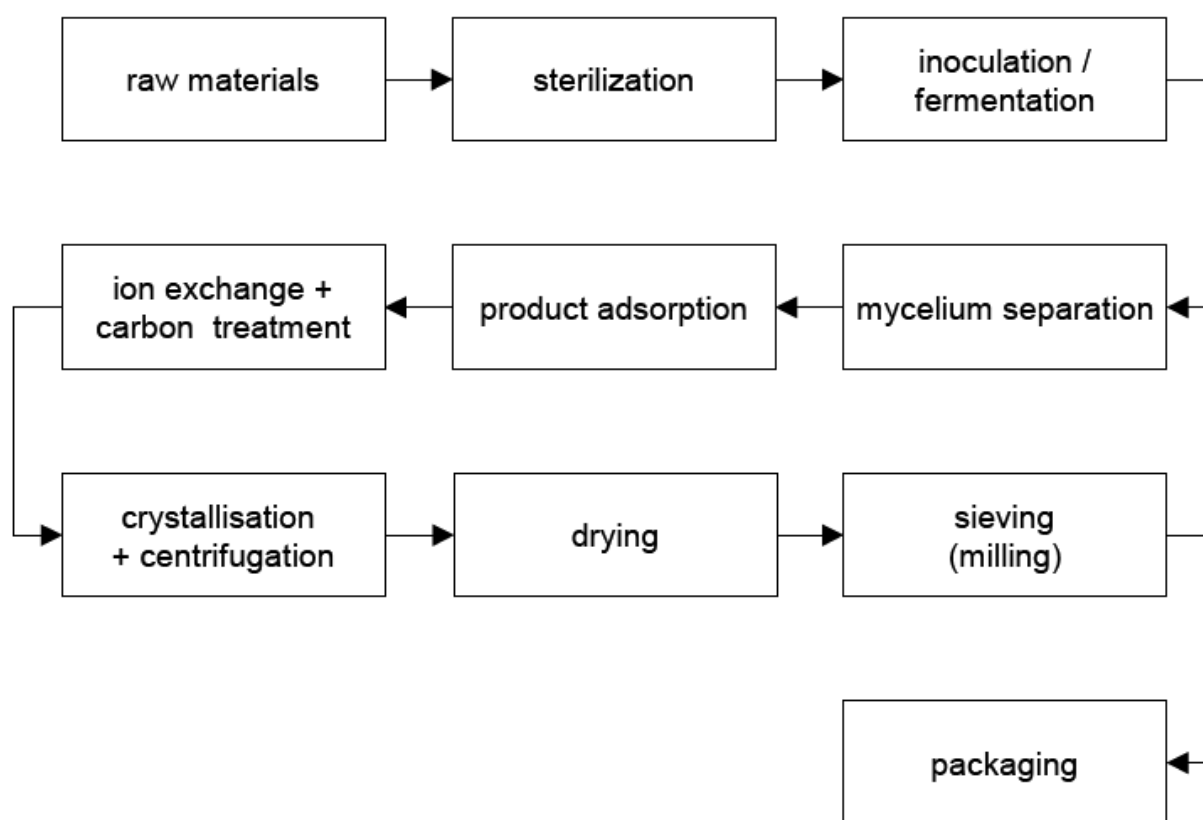 raw materials
sterilization
inoculation /
fermentation
mycelium separation
product adsorption
ion exchange +
carbon treatment
crystallisation
+ centrifugation
drying
sieving
(milling)
packaging